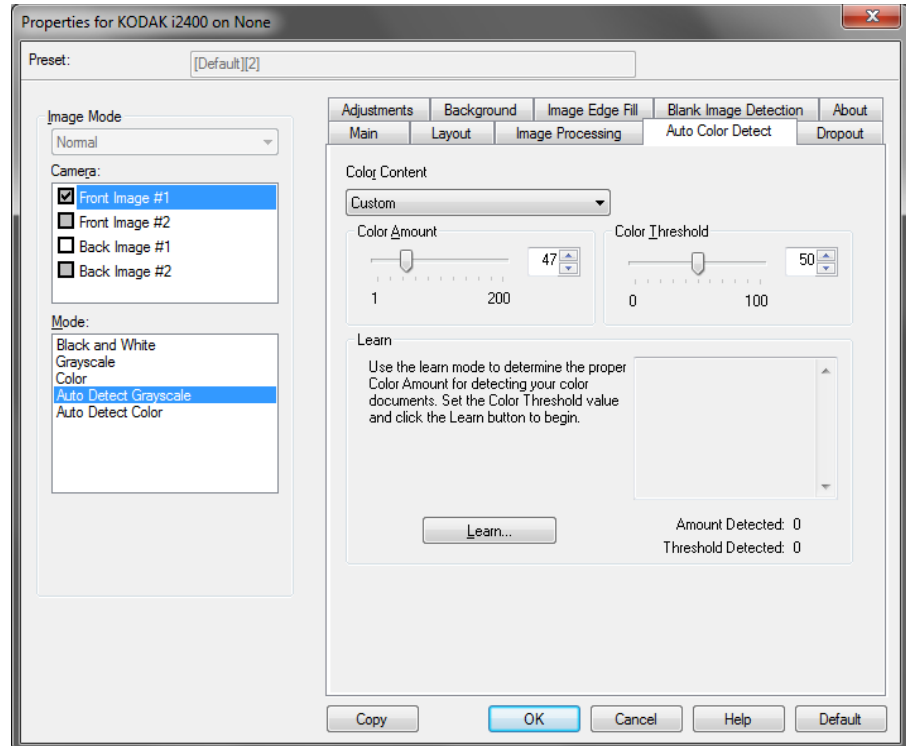 Properties for KODAK i2400 on None
x
Preset:
[Default][2]
Image Mode
Normal
Camera:
Front Image #1
Front Image #2
Back Image #1
Back Image #2
Mode:
Black and White
Grayscale
Color
Auto Detect Grayscale
Auto Detect Color
Adjustments Background Image Edge Fill Blank Image Detection About
Main Layout Image Processing Auto Color Detect Dropout
Color Content
Custom
Color Amount
47
1 200
Color Threshold
50
0 100
Learn
Use the learn mode to determine the proper
Color Amount for detecting your color
documents. Set the Color Threshold value
and click the Learn button to begin.
Learn...
Amount Detected: 0
Threshold Detected: 0
Copy OK Cancel Help Default